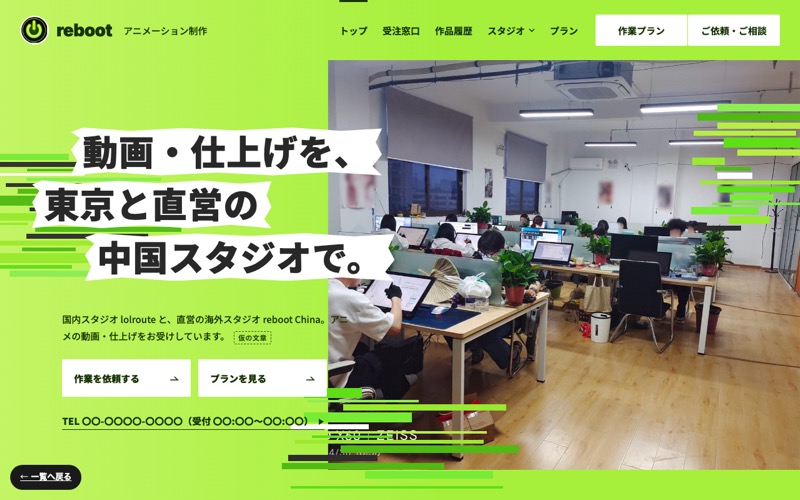 reboot アニメーション制作
トップ 受注窓口 作品履歴 スタジオ プラン 作業プラン ご依頼・ご相談
動画・仕上げを、
東京と直営の
中国スタジオで。
国内スタジオ lolroute と、直営の海外スタジオ reboot China。アニ
メの動画・仕上げをお受けしています。 仮の文章
作業を依頼する → プランを見る →
TEL 〇〇-〇〇〇〇-〇〇〇〇（受付 〇〇:〇〇〜〇〇:〇〇）
ZEISS
← 一覧へ戻る